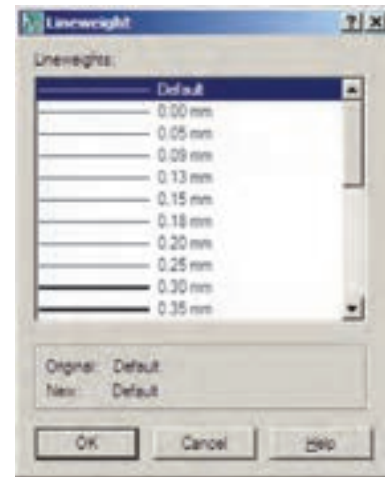 Lineweight
Lineweights:
Default
0.00 mm
0.05 mm
0.09 mm
0.13 mm
0.15 mm
0.18 mm
0.20 mm
0.25 mm
0.30 mm
0.35 mm
Original: Default
New: Default
OK Cancel Help